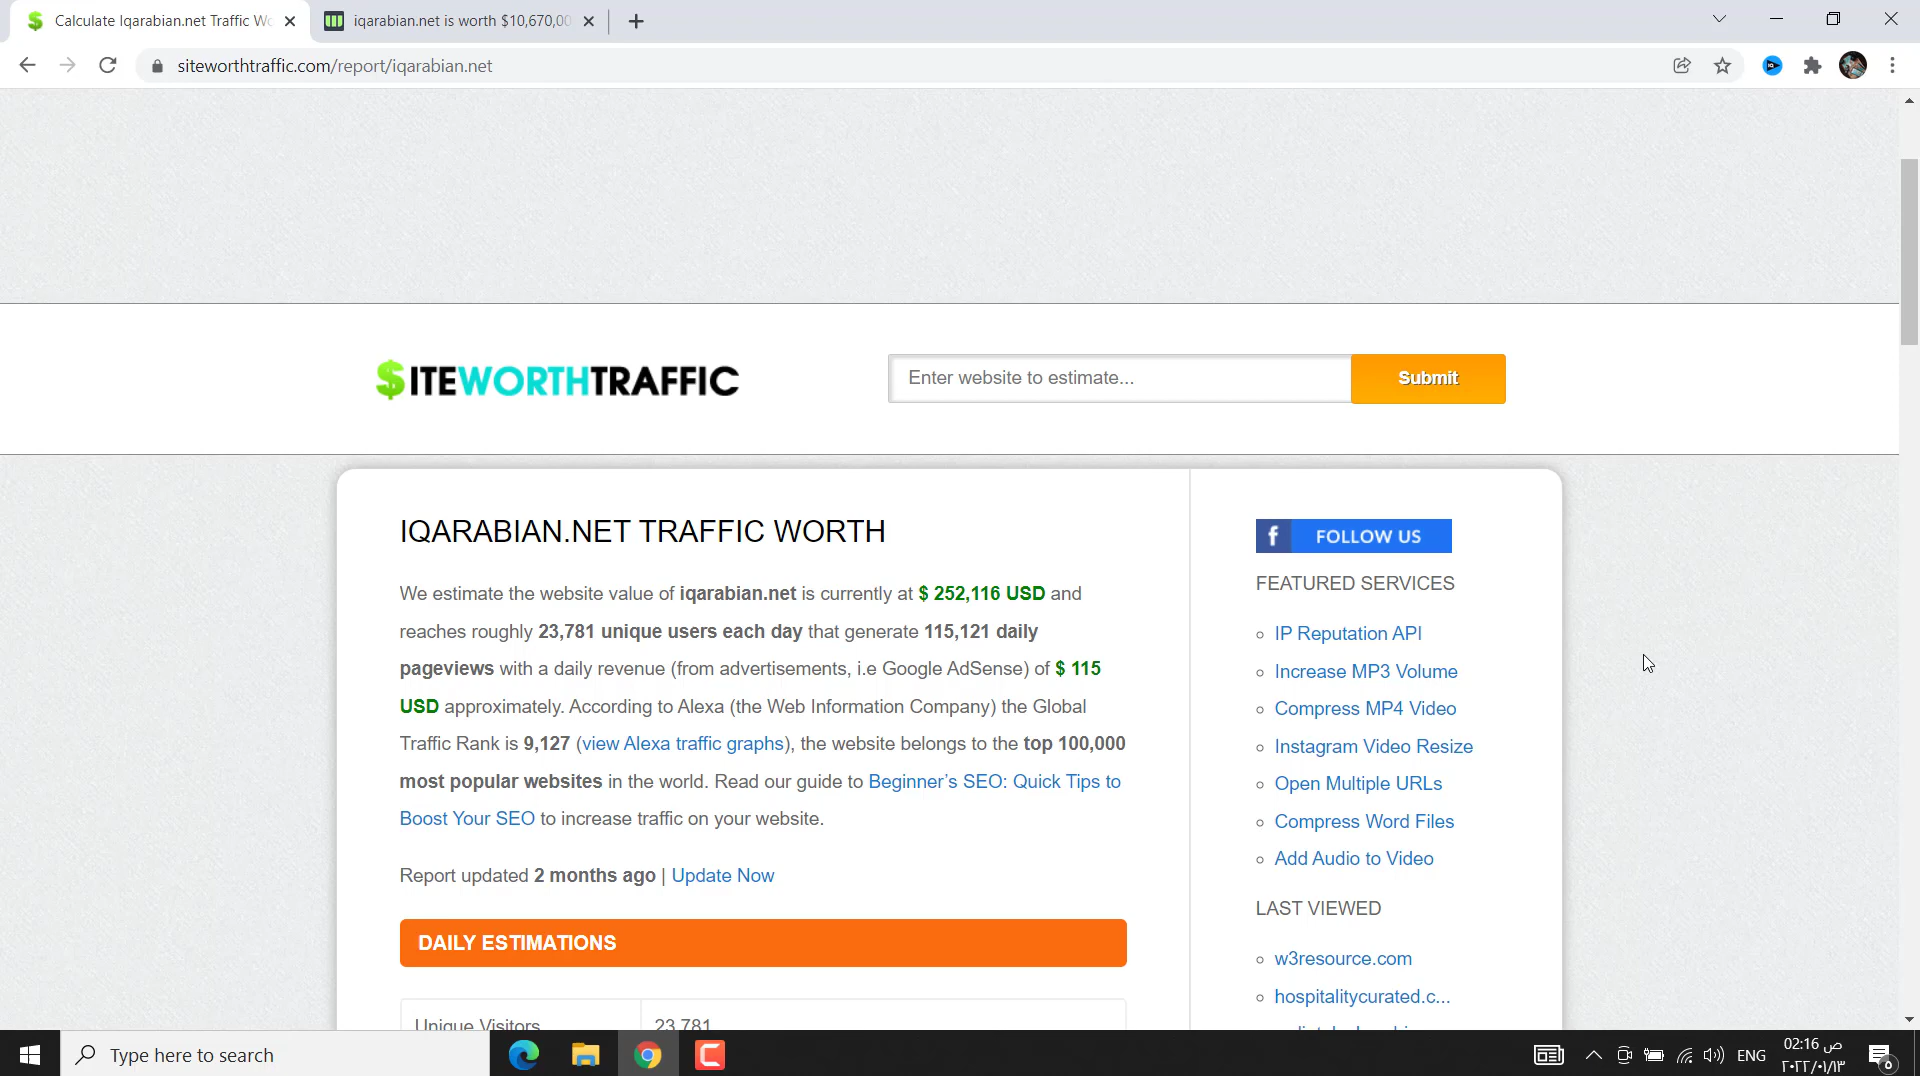 Calculate Iqarabian.net Traffic Wo
iqarabian.net is worth $10,670,00
siteworthtraffic.com/report/iqarabian.net
$ITEWORTHTRAFFIC
Enter website to estimate...
Submit
IQARABIAN.NET TRAFFIC WORTH
We estimate the website value of iqarabian.net is currently at $ 252,116 USD and
reaches roughly 23,781 unique users each day that generate 115,121 daily
pageviews with a daily revenue (from advertisements, i.e Google AdSense) of $ 115
USD approximately. According to Alexa (the Web Information Company) the Global
Traffic Rank is 9,127 (view Alexa traffic graphs), the website belongs to the top 100,000
most popular websites in the world. Read our guide to Beginner’s SEO: Quick Tips to
Boost Your SEO to increase traffic on your website.
Report updated 2 months ago | Update Now
DAILY ESTIMATIONS
Unique Visitors 23,781
f FOLLOW US
FEATURED SERVICES
IP Reputation API
Increase MP3 Volume
Compress MP4 Video
Instagram Video Resize
Open Multiple URLs
Compress Word Files
Add Audio to Video
LAST VIEWED
w3resource.com
hospitalitycurated.c...
Type here to search
ENG
02:16 ص
٢٠٢٢/٠١/١٣